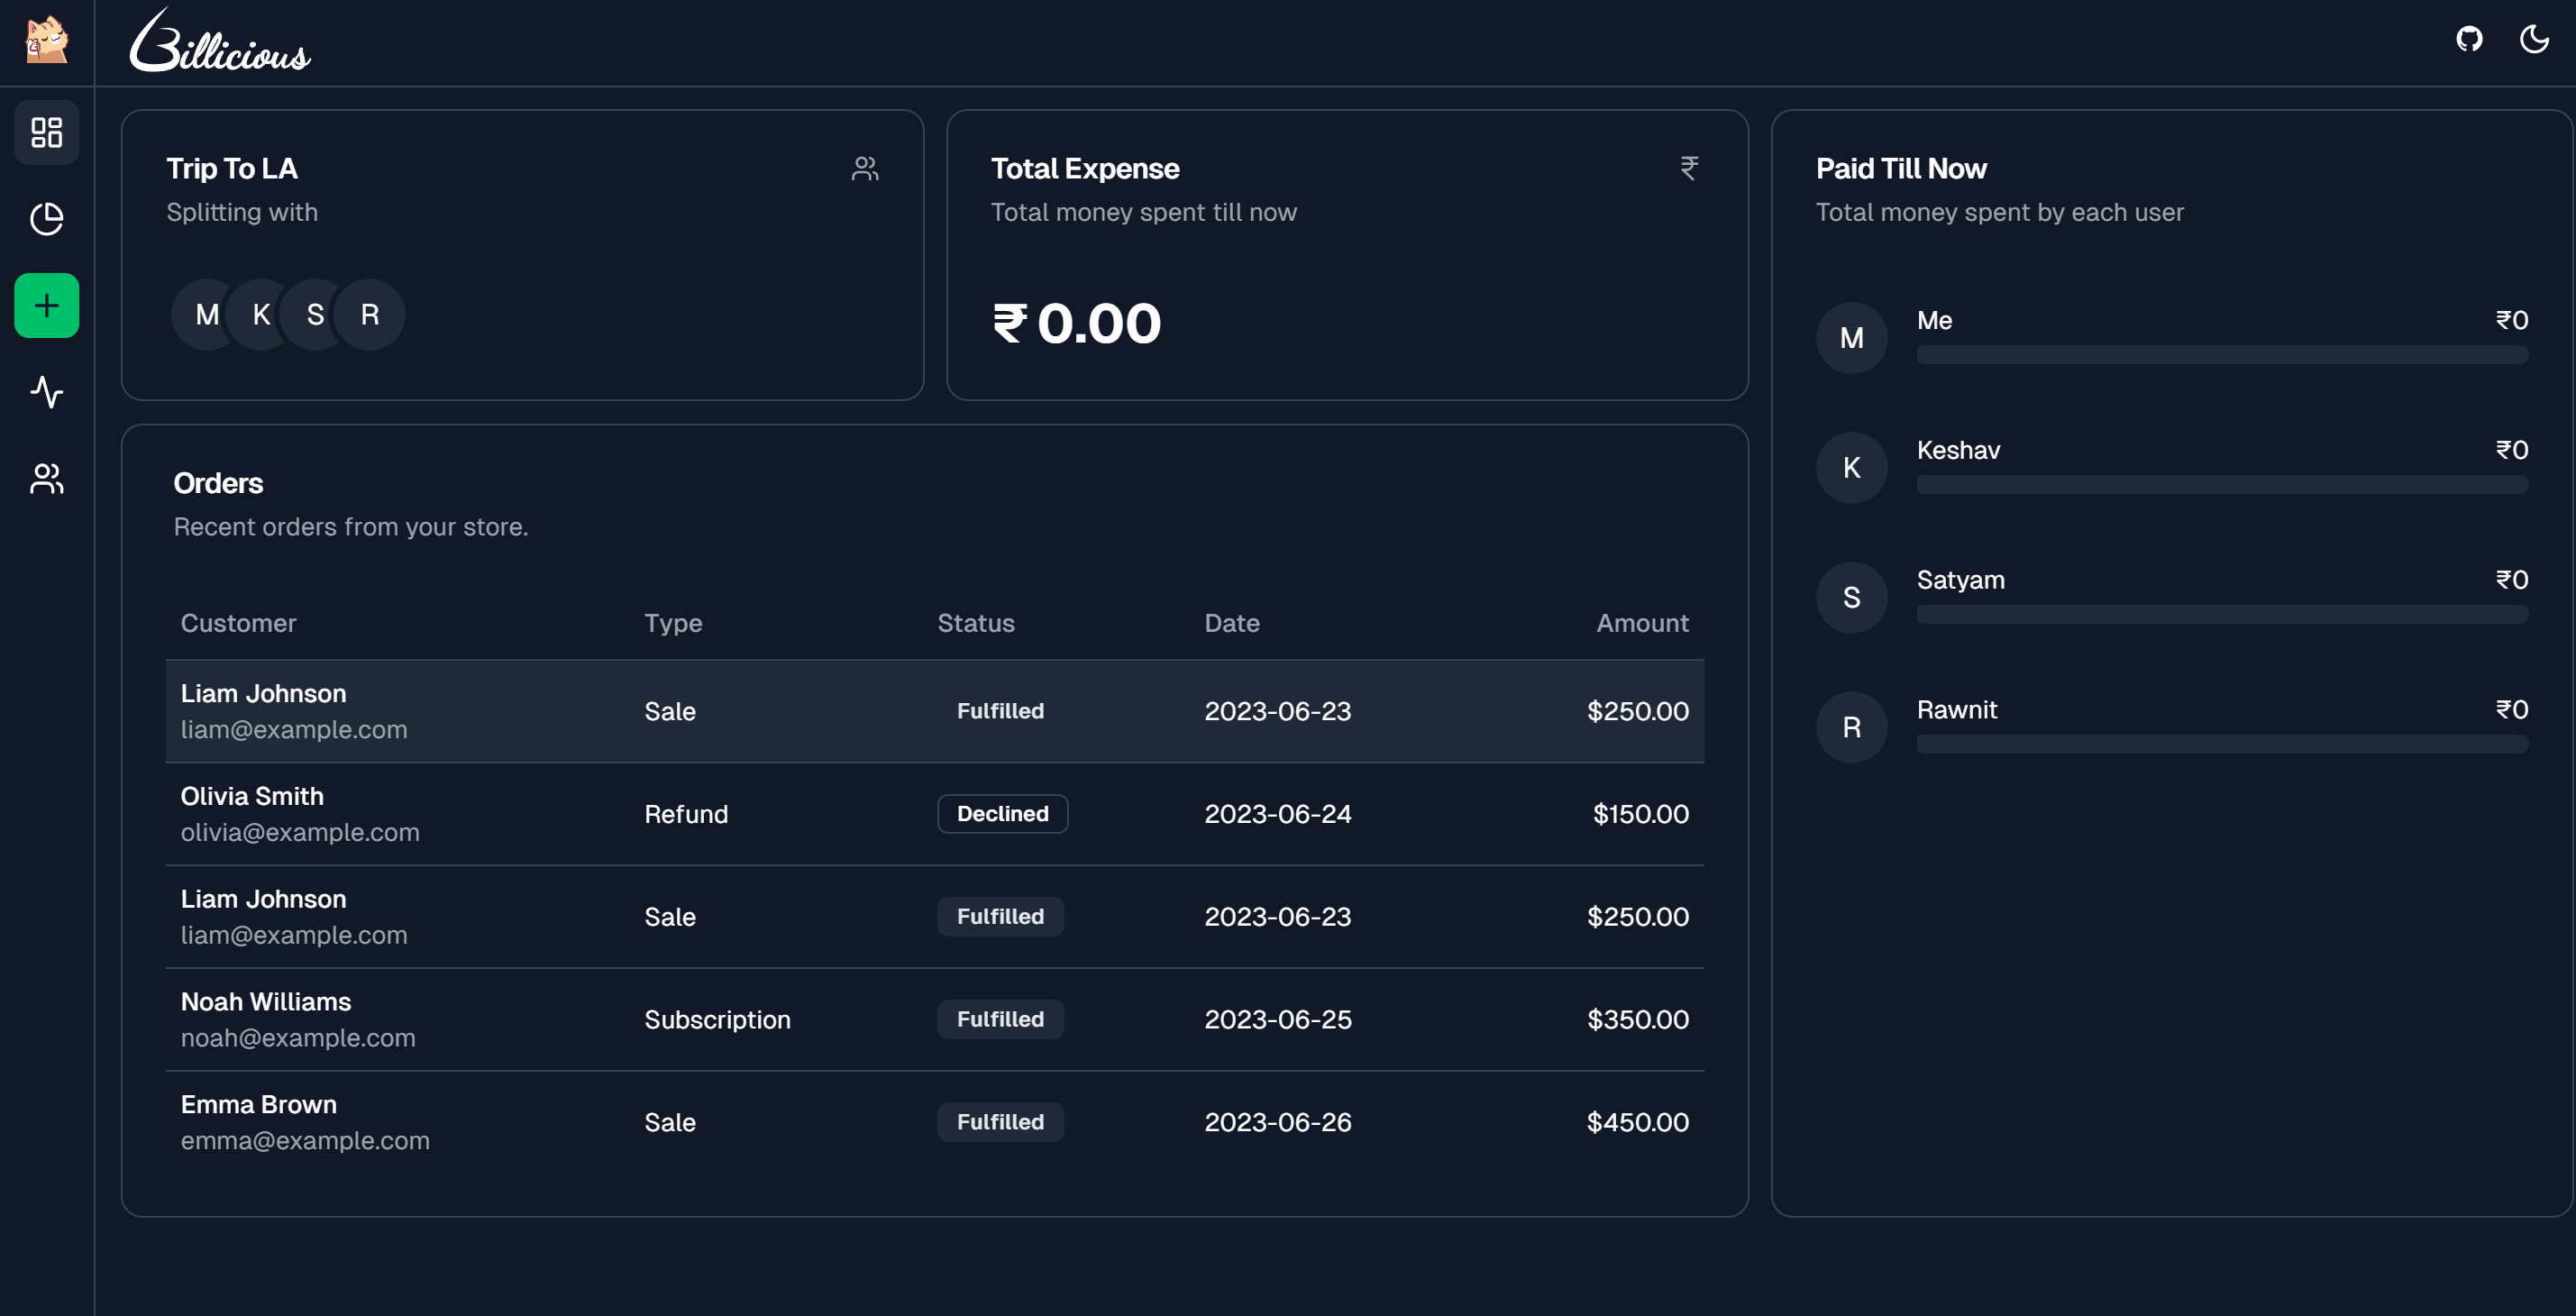 Billicious
Trip To LA
Splitting with
M K S R
Total Expense
₹
Total money spent till now
₹ 0.00
Paid Till Now
Total money spent by each user
M
Me ₹0
K
Keshav ₹0
S
Satyam ₹0
R
Rawnit ₹0
Orders
Recent orders from your store.
Customer Type Status Date Amount
Liam Johnson
liam@example.com
Sale Fulfilled 2023-06-23 $250.00
Olivia Smith
olivia@example.com
Refund Declined 2023-06-24 $150.00
Liam Johnson
liam@example.com
Sale Fulfilled 2023-06-23 $250.00
Noah Williams
noah@example.com
Subscription Fulfilled 2023-06-25 $350.00
Emma Brown
emma@example.com
Sale Fulfilled 2023-06-26 $450.00